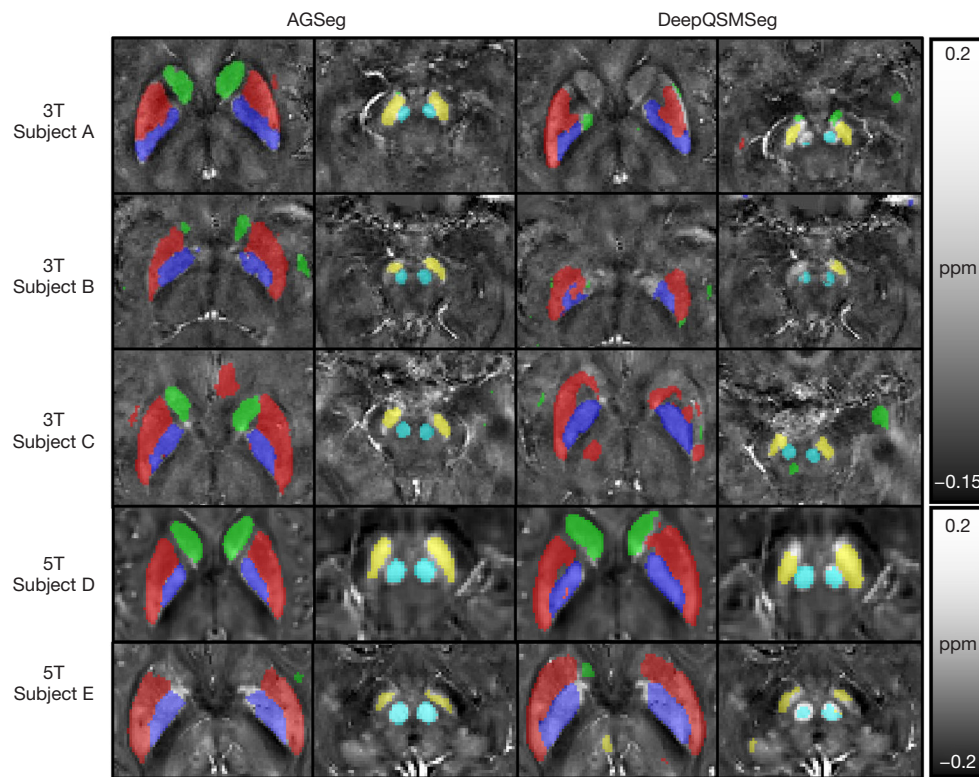 AGSeg
DeepQSMSeg
3T
Subject A
0.2
3T
Subject B
ppm
3T
Subject C
−0.15
5T
Subject D
0.2
5T
Subject E
ppm
−0.2